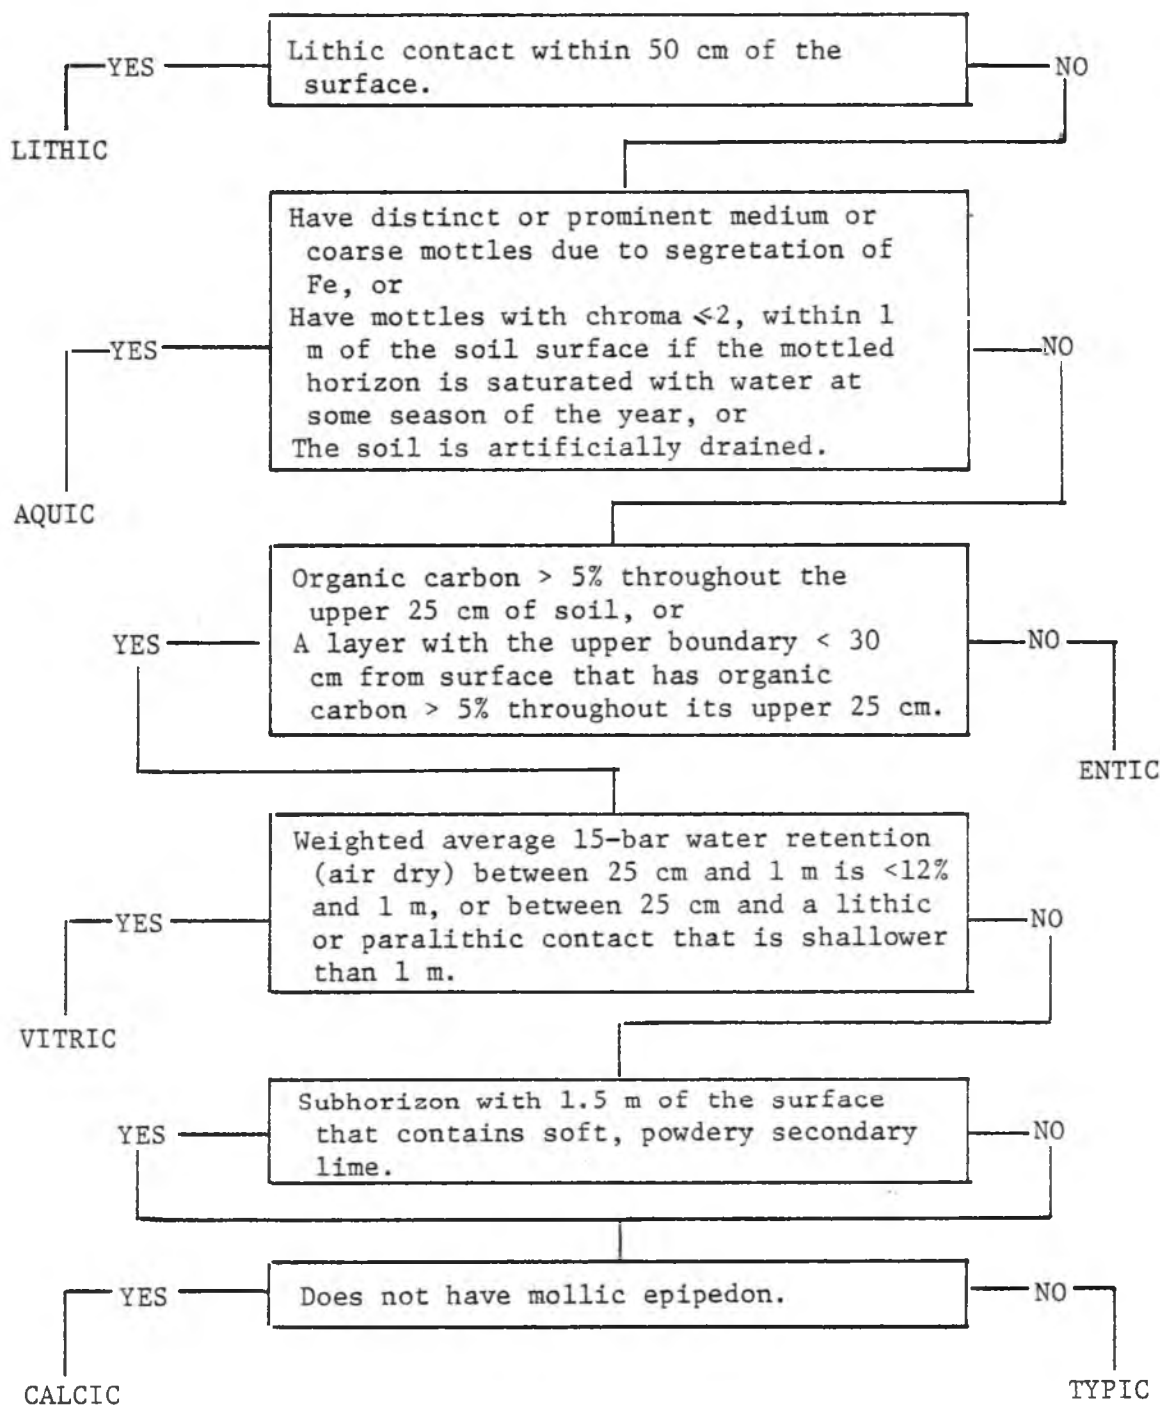 Lithic contact within 50 cm of the
surface.
YES
NO
LITHIC
Have distinct or prominent medium or
coarse mottles due to segretation of
Fe, or
Have mottles with chroma ⩽2, within 1
m of the soil surface if the mottled
horizon is saturated with water at
some season of the year, or
The soil is artificially drained.
YES
NO
AQUIC
Organic carbon > 5% throughout the
upper 25 cm of soil, or
A layer with the upper boundary < 30
cm from surface that has organic
carbon > 5% throughout its upper 25 cm.
YES
NO
ENTIC
Weighted average 15-bar water retention
(air dry) between 25 cm and 1 m is <12%
and 1 m, or between 25 cm and a lithic
or paralithic contact that is shallower
than 1 m.
YES
NO
VITRIC
Subhorizon with 1.5 m of the surface
that contains soft, powdery secondary
lime.
YES
NO
Does not have mollic epipedon.
YES
NO
CALCIC
TYPIC